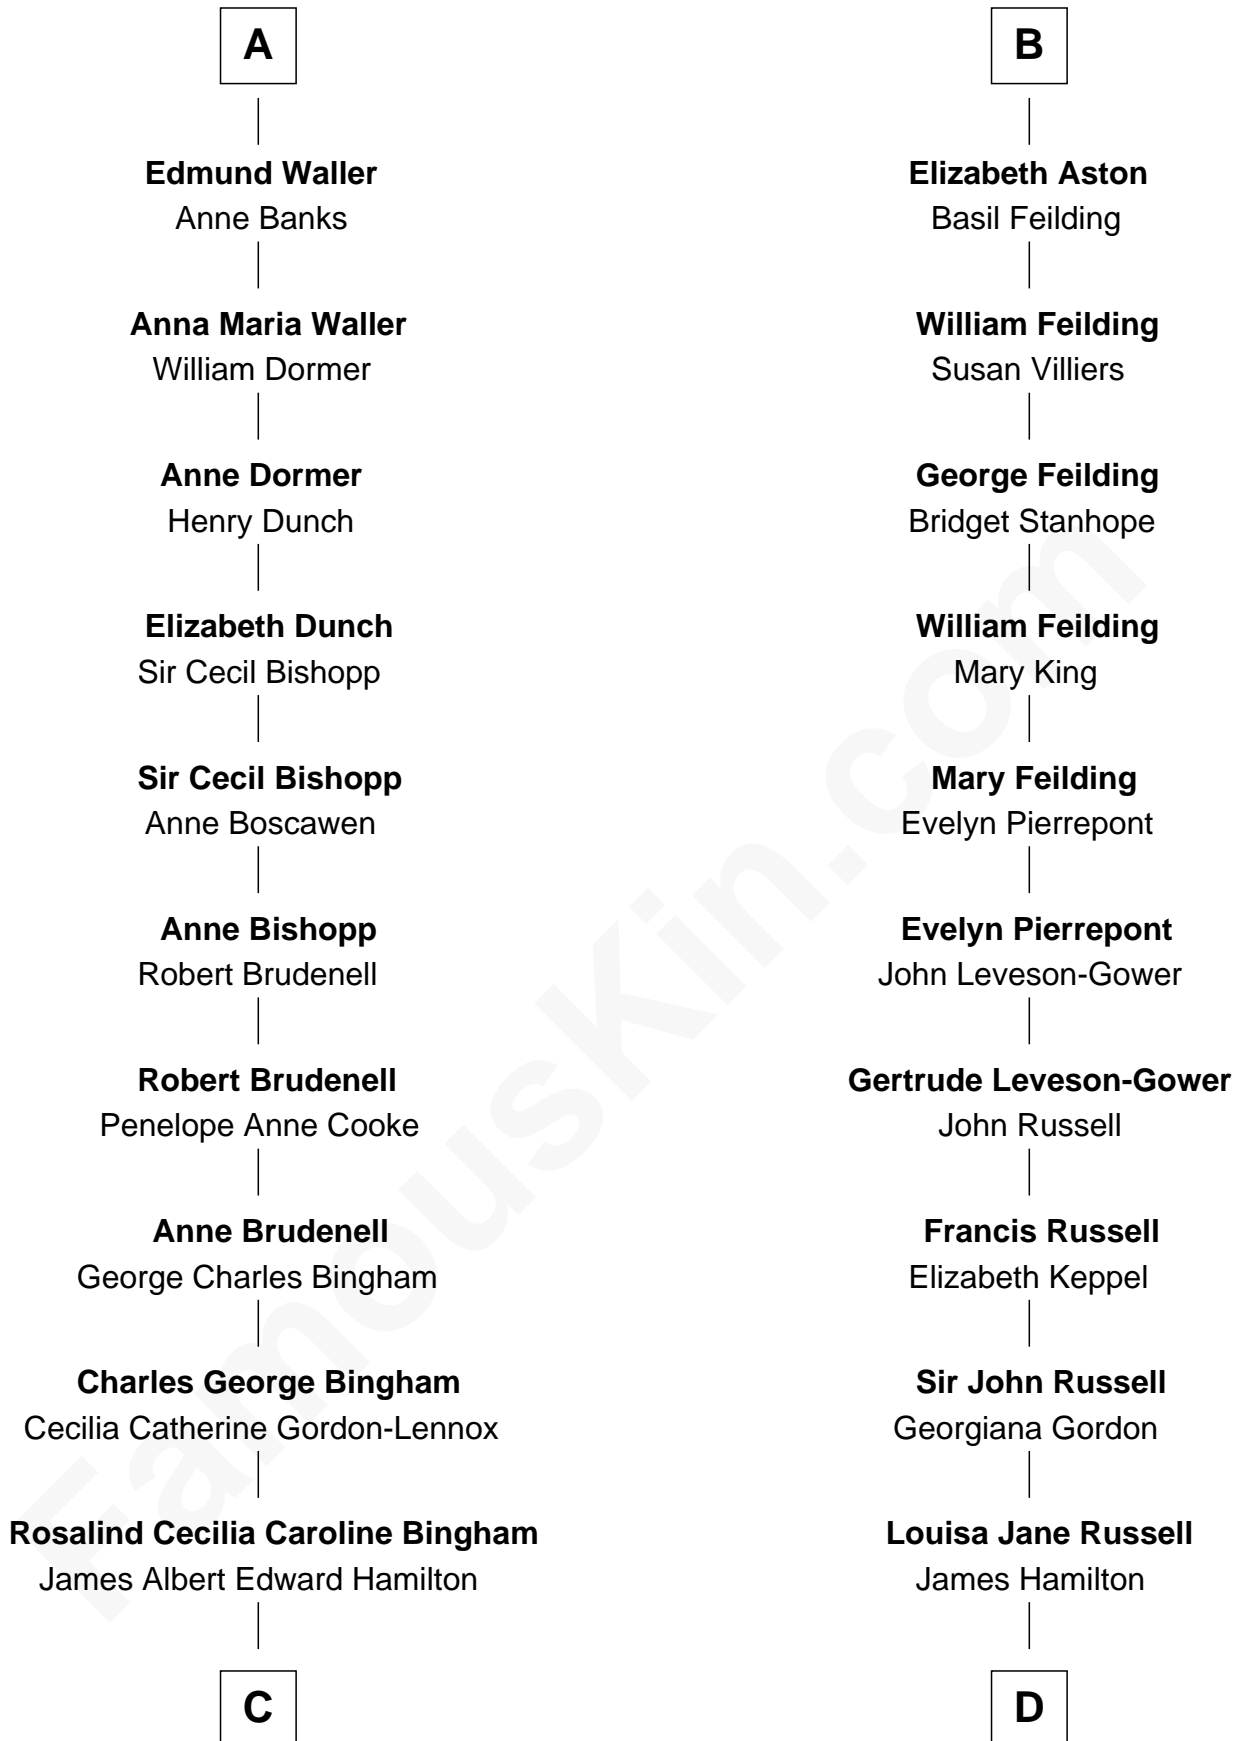 A
Edmund Waller
Anne Banks
Anna Maria Waller
William Dormer
Anne Dormer
Henry Dunch
Elizabeth Dunch
Sir Cecil Bishopp
Sir Cecil Bishopp
Anne Boscawen
Anne Bishopp
Robert Brudenell
Robert Brudenell
Penelope Anne Cooke
Anne Brudenell
George Charles Bingham
Charles George Bingham
Cecilia Catherine Gordon-Lennox
Rosalind Cecilia Caroline Bingham
James Albert Edward Hamilton
C
B
Elizabeth Aston
Basil Feilding
William Feilding
Susan Villiers
George Feilding
Bridget Stanhope
William Feilding
Mary King
Mary Feilding
Evelyn Pierrepont
Evelyn Pierrepont
John Leveson-Gower
Gertrude Leveson-Gower
John Russell
Francis Russell
Elizabeth Keppel
Sir John Russell
Georgiana Gordon
Louisa Jane Russell
James Hamilton
D
FamousKin.com